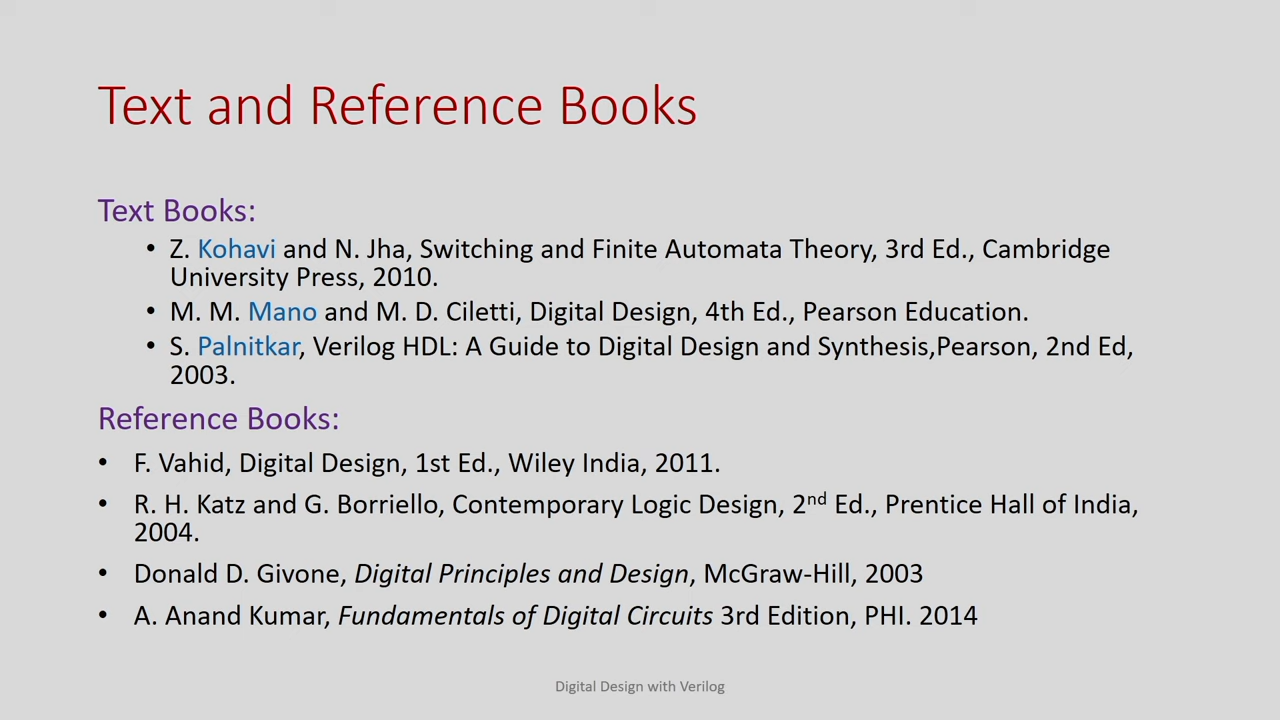 Text and Reference Books
Text Books:
• Z. Kohavi and N. Jha, Switching and Finite Automata Theory, 3rd Ed., Cambridge
University Press, 2010.
• M. M. Mano and M. D. Ciletti, Digital Design, 4th Ed., Pearson Education.
• S. Palnitkar, Verilog HDL: A Guide to Digital Design and Synthesis,Pearson, 2nd Ed,
2003.
Reference Books:
• F. Vahid, Digital Design, 1st Ed., Wiley India, 2011.
• R. H. Katz and G. Borriello, Contemporary Logic Design, 2nd Ed., Prentice Hall of India,
2004.
• Donald D. Givone, Digital Principles and Design, McGraw-Hill, 2003
• A. Anand Kumar, Fundamentals of Digital Circuits 3rd Edition, PHI. 2014
Digital Design with Verilog